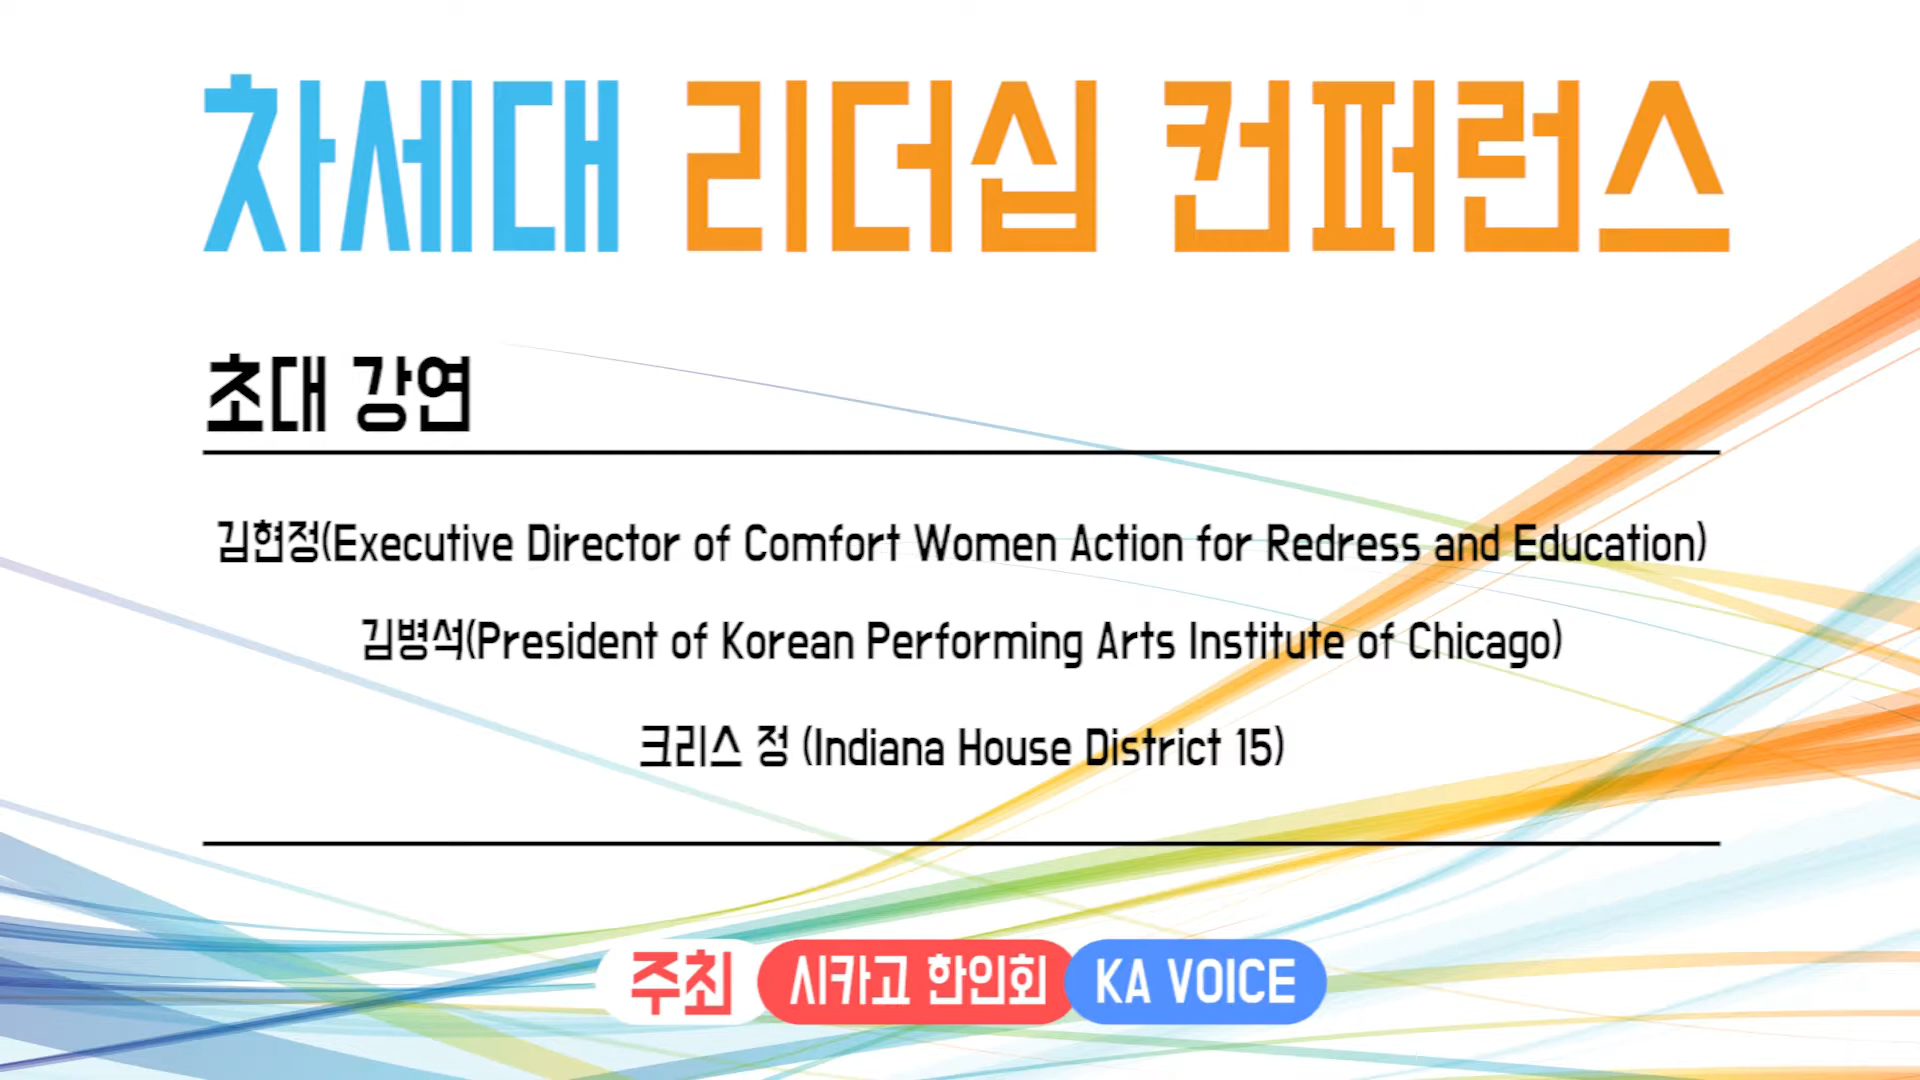 차세대 리더십 컨퍼런스
초대 강연
김현정(Executive Director of Comfort Women Action for Redress and Education)
김병석(President of Korean Performing Arts Institute of Chicago)
크리스 정 (Indiana House District 15)
주최 시카고 한인회 KA VOICE